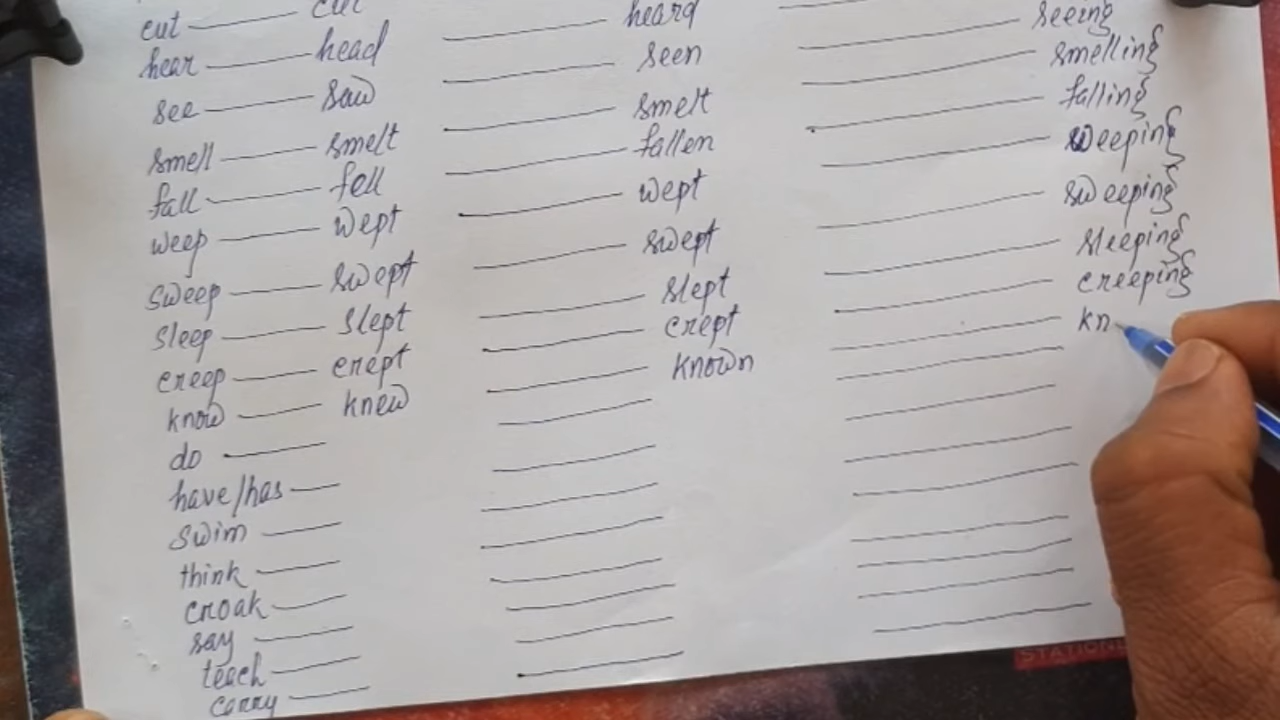 cut cut heard seeing
hear head seen smelling
see saw smelt falling
smell smelt fallen weeping
fall fell wept sweeping
weep wept swept sleeping
sweep swept slept creeping
sleep slept crept kn
creep crept known
know knew
do
have/has
swim
think
croak
say
teach
carry
STATION